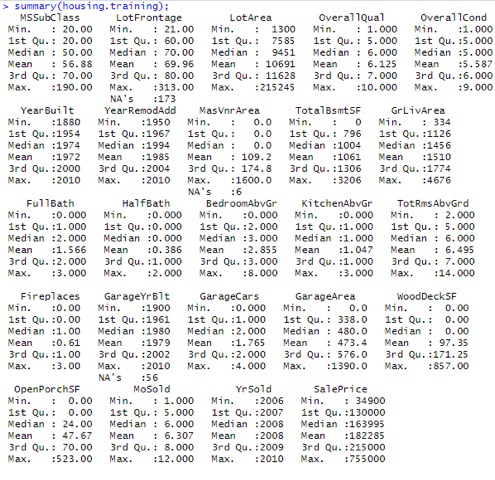 > summary(housing.training);
MSSubClass LotFrontage LotArea OverallQual OverallCond
Min. : 20.00 Min. : 21.00 Min. : 1300 Min. : 1.000 Min. :1.000
1st Qu.: 20.00 1st Qu.: 60.00 1st Qu.: 7585 1st Qu.: 5.000 1st Qu.:5.000
Median : 50.00 Median : 70.00 Median : 9451 Median : 6.000 Median :5.000
Mean : 56.88 Mean : 69.96 Mean : 10691 Mean : 6.125 Mean :5.587
3rd Qu.: 70.00 3rd Qu.: 80.00 3rd Qu.: 11628 3rd Qu.: 7.000 3rd Qu.:6.000
Max. :190.00 Max. :313.00 Max. :215245 Max. :10.000 Max. :9.000
NA's :173
YearBuilt YearRemodAdd MasVnrArea TotalBsmtSF GrLivArea
Min. :1880 Min. :1950 Min. : 0.0 Min. : 0 Min. : 334
1st Qu.:1954 1st Qu.:1967 1st Qu.: 0.0 1st Qu.: 796 1st Qu.:1126
Median :1974 Median :1994 Median : 0.0 Median :1004 Median :1456
Mean :1972 Mean :1985 Mean : 109.2 Mean :1061 Mean :1510
3rd Qu.:2000 3rd Qu.:2004 3rd Qu.: 174.8 3rd Qu.:1306 3rd Qu.:1774
Max. :2010 Max. :2010 Max. :1600.0 Max. :3206 Max. :4676
NA's :6
FullBath HalfBath BedroomAbvGr KitchenAbvGr TotRmsAbvGrd
Min. :0.000 Min. :0.000 Min. :0.000 Min. :0.000 Min. : 2.000
1st Qu.:1.000 1st Qu.:0.000 1st Qu.:2.000 1st Qu.:1.000 1st Qu.: 5.000
Median :2.000 Median :0.000 Median :3.000 Median :1.000 Median : 6.000
Mean :1.566 Mean :0.386 Mean :2.855 Mean :1.047 Mean : 6.495
3rd Qu.:2.000 3rd Qu.:1.000 3rd Qu.:3.000 3rd Qu.:1.000 3rd Qu.: 7.000
Max. :3.000 Max. :2.000 Max. :8.000 Max. :3.000 Max. :14.000
Fireplaces GarageYrBlt GarageCars GarageArea WoodDeckSF
Min. :0.00 Min. :1900 Min. :0.000 Min. : 0.0 Min. : 0.00
1st Qu.:0.00 1st Qu.:1961 1st Qu.:1.000 1st Qu.: 338.0 1st Qu.: 0.00
Median :1.00 Median :1980 Median :2.000 Median : 480.0 Median : 0.00
Mean :0.61 Mean :1979 Mean :1.765 Mean : 473.4 Mean : 97.35
3rd Qu.:1.00 3rd Qu.:2002 3rd Qu.:2.000 3rd Qu.: 576.0 3rd Qu.:171.25
Max. :3.00 Max. :2010 Max. :4.000 Max. :1390.0 Max. :857.00
NA's :56
OpenPorchSF MoSold YrSold SalePrice
Min. : 0.00 Min. : 1.000 Min. :2006 Min. : 34900
1st Qu.: 0.00 1st Qu.: 5.000 1st Qu.:2007 1st Qu.:130000
Median : 24.00 Median : 6.000 Median :2008 Median :163995
Mean : 47.67 Mean : 6.307 Mean :2008 Mean :182285
3rd Qu.: 70.00 3rd Qu.: 8.000 3rd Qu.:2009 3rd Qu.:215000
Max. :523.00 Max. :12.000 Max. :2010 Max. :755000